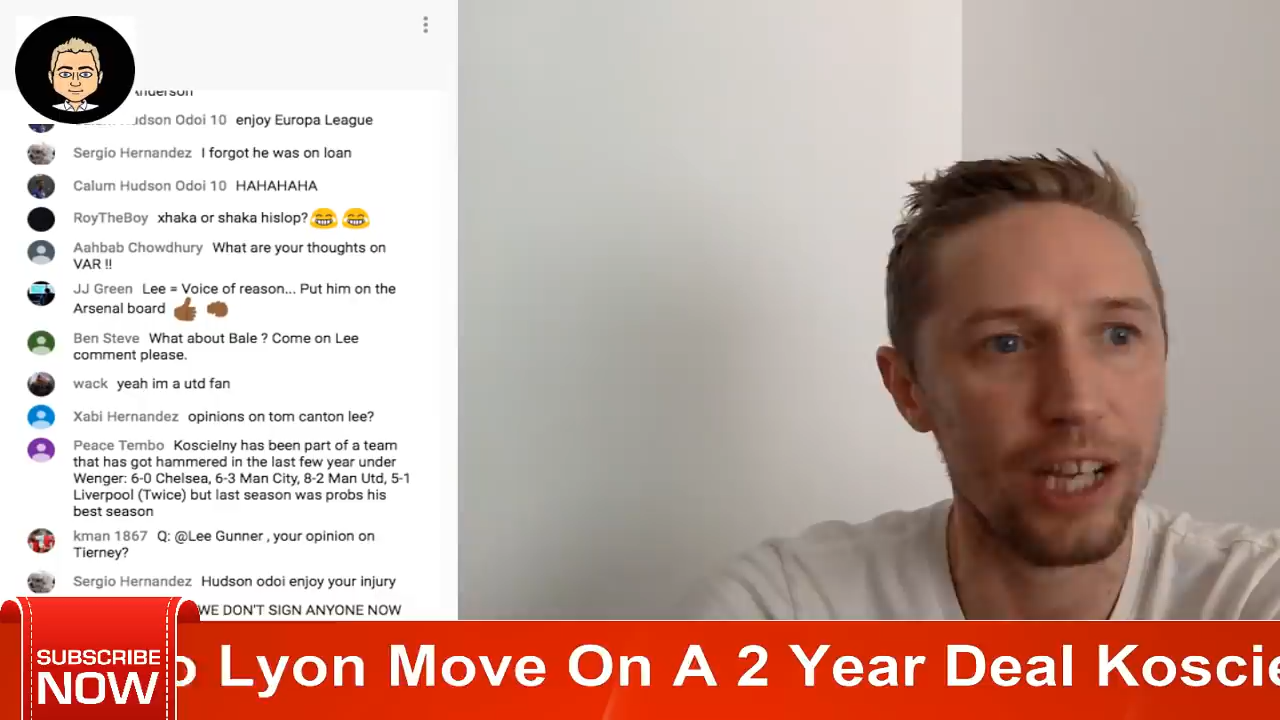 Anderson
Hudson Odoi 10 enjoy Europa League
Sergio Hernandez I forgot he was on loan
Calum Hudson Odoi 10 HAHAHAHA
RoyTheBoy xhaka or shaka hislop?😂 😂
Aahbab Chowdhury What are your thoughts on
VAR !!
JJ Green Lee = Voice of reason... Put him on the
Arsenal board
Ben Steve What about Bale ? Come on Lee
comment please.
wack yeah im a utd fan
Xabi Hernandez opinions on tom canton lee?
Peace Tembo Koscielny has been part of a team
that has got hammered in the last few year under
Wenger: 6-0 Chelsea, 6-3 Man City, 8-2 Man Utd, 5-1
Liverpool (Twice) but last season was probs his
best season
kman 1867 Q: @Lee Gunner , your opinion on
Tierney?
Sergio Hernandez Hudson odoi enjoy your injury
WE DON'T SIGN ANYONE NOW
SUBSCRIBE
NOW
o Lyon Move On A 2 Year Deal Koscie